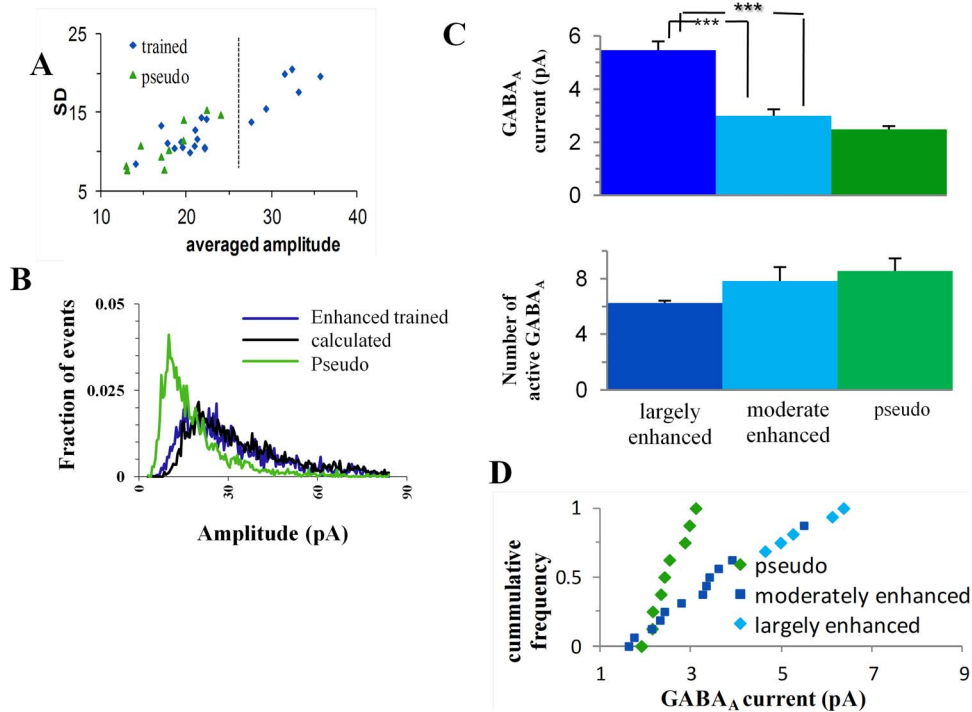 A
trained
pseudo
25
SD
15
5
10
20
30
40
averaged amplitude
B
0.05
Enhanced trained
calculated
Pseudo
Fraction of events
0.025
0
0
30
60
90
Amplitude (pA)
C
***
***
6
GABAA
current (pA)
4
2
0
8
Number of
active GABAA
4
0
largely
enhanced
moderate
enhanced
pseudo
D
1
cummulative
frequency
0.5
0
pseudo
moderately enhanced
largely enhanced
1
3
5
7
9
GABAA current (pA)